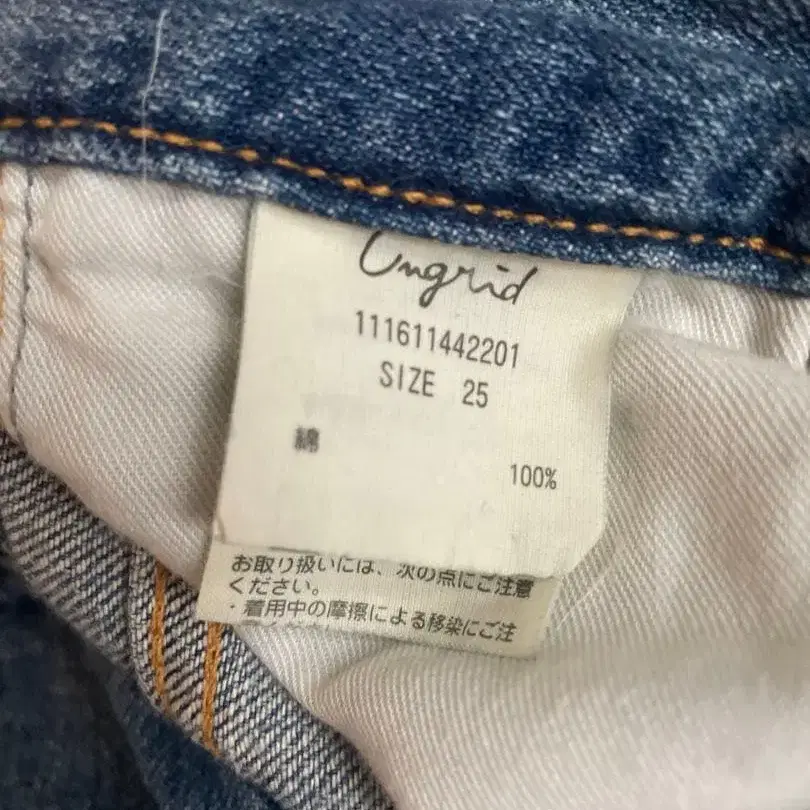 Ungrid
111611442201
SIZE 25
綿
100%
お取り扱いには、次の点にご注意
ください。
・着用中の摩擦による移染にご注